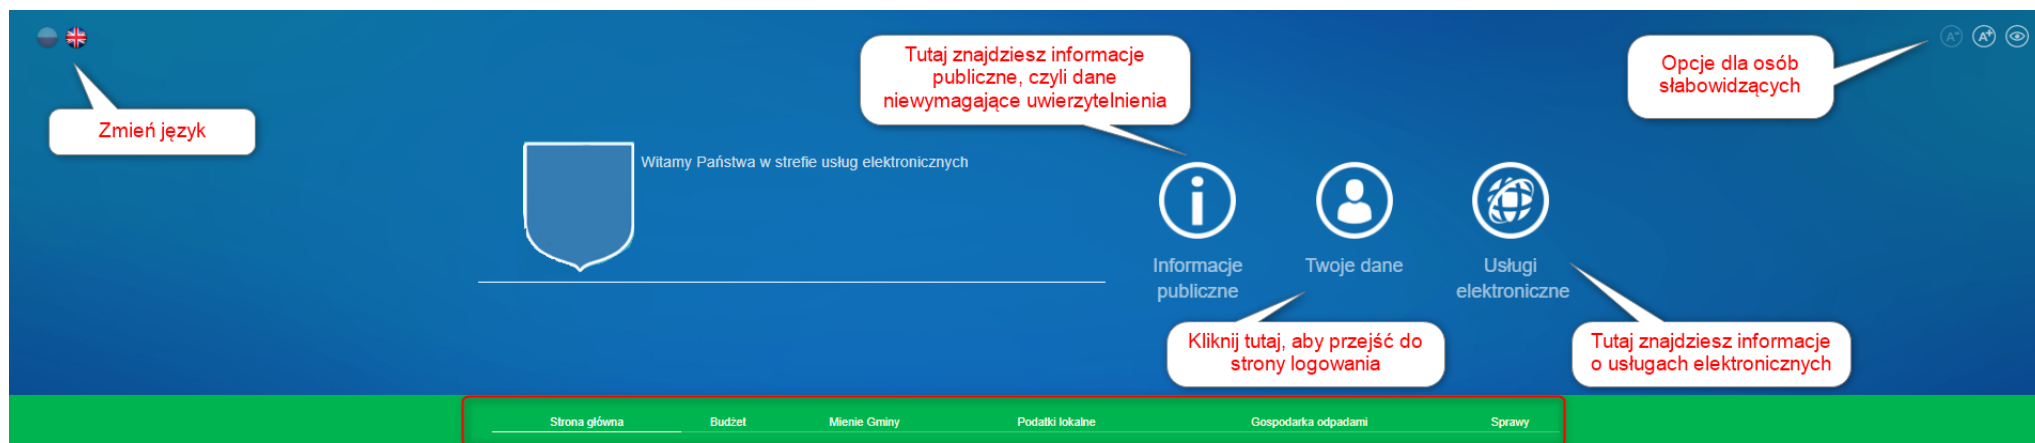 Tutaj znajdziesz informacje
publiczne, czyli dane
niewymagające uwierzytelnienia
Opcje dla osób
słabowidzących
A-
A+
Zmień język
Witamy Państwa w strefie usług elektronicznych
Informacje
publiczne
Twoje dane
Usługi
elektroniczne
Kliknij tutaj, aby przejść do
strony logowania
Tutaj znajdziesz informacje
o usługach elektronicznych
Strona główna
Budżet
Mienie Gminy
Podatki lokalne
Gospodarka odpadami
Sprawy